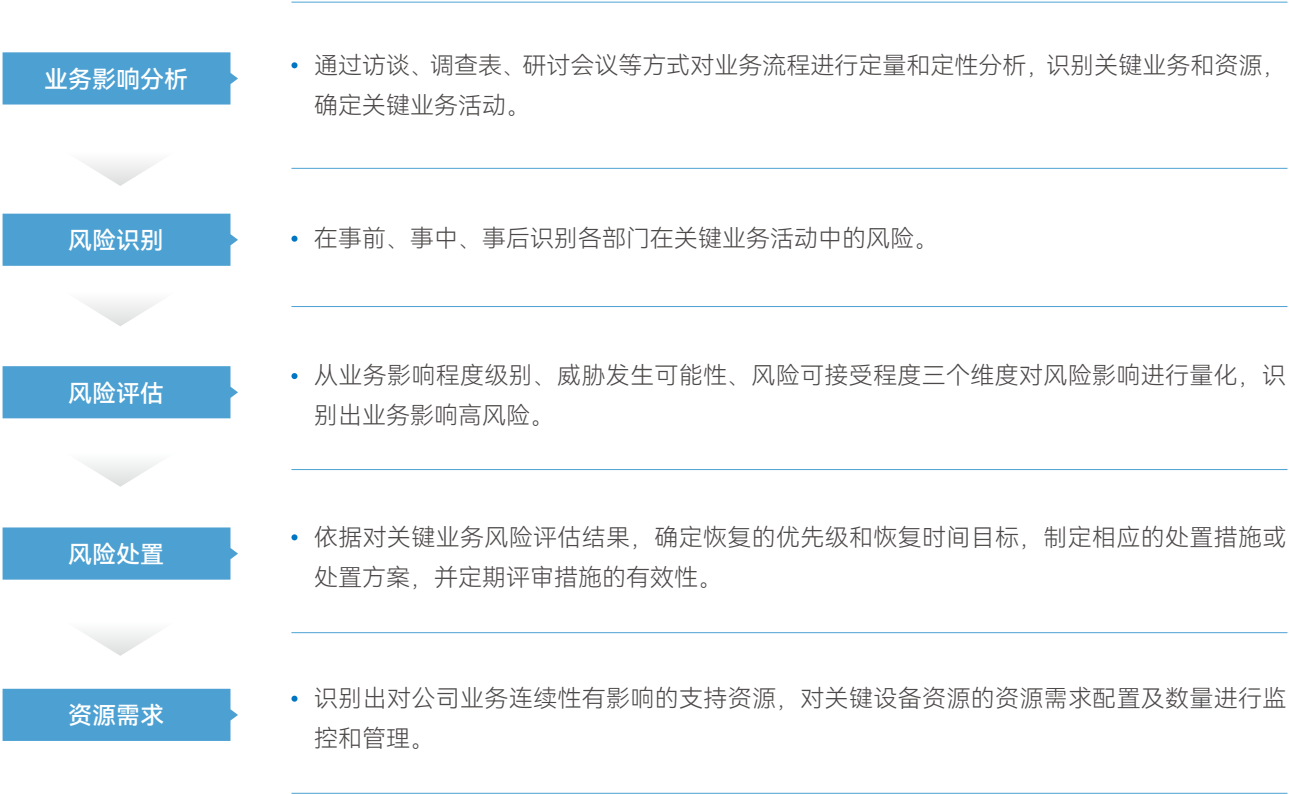 业务影响分析
• 通过访谈、调查表、研讨会议等方式对业务流程进行定量和定性分析，识别关键业务和资源，
确定关键业务活动。
风险识别
• 在事前、事中、事后识别各部门在关键业务活动中的风险。
风险评估
• 从业务影响程度级别、威胁发生可能性、风险可接受程度三个维度对风险影响进行量化，识
别出业务影响高风险。
风险处置
• 依据对关键业务风险评估结果，确定恢复的优先级和恢复时间目标，制定相应的处置措施或
处置方案，并定期评审措施的有效性。
资源需求
• 识别出对公司业务连续性有影响的支持资源，对关键设备资源的资源需求配置及数量进行监
控和管理。